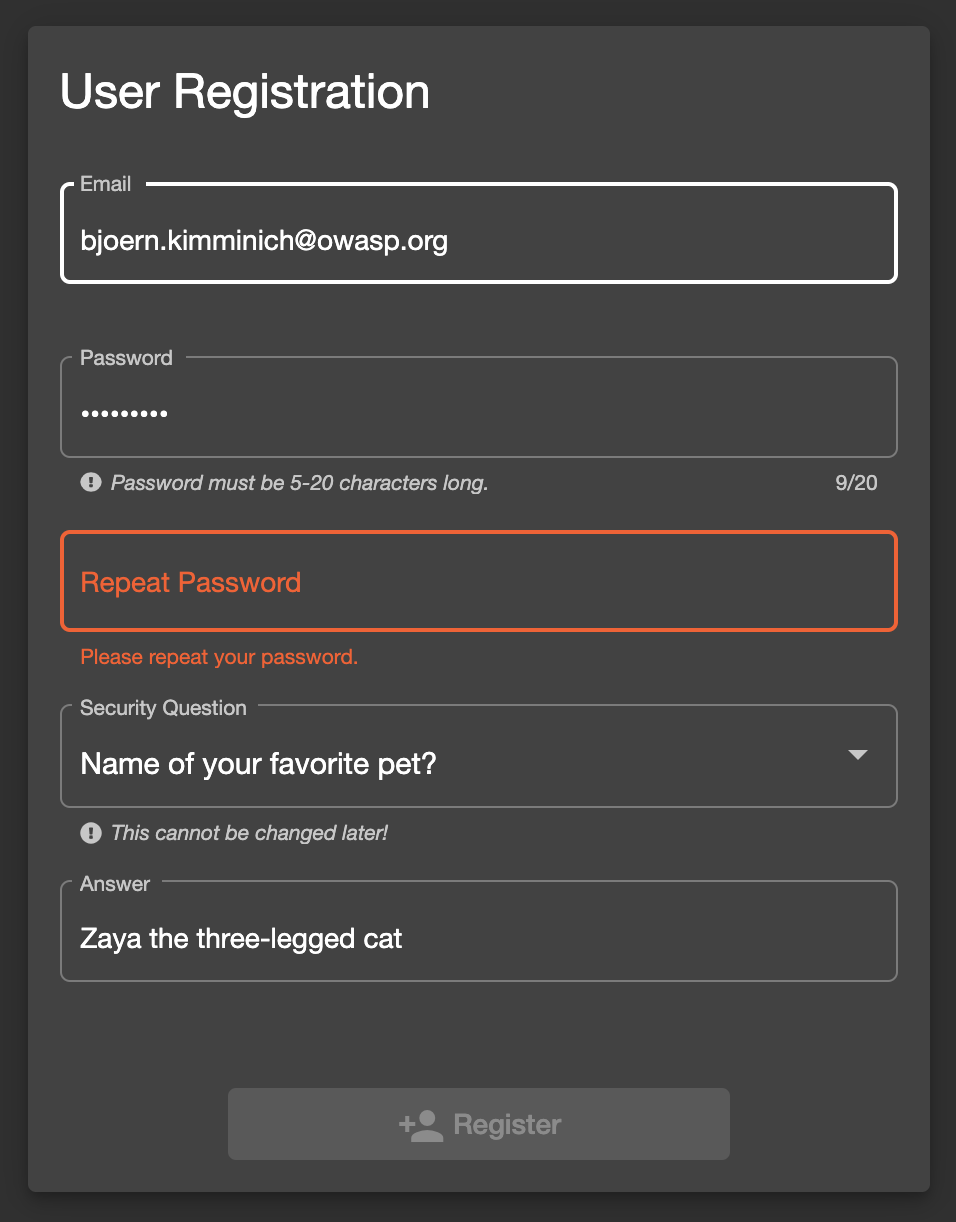 User Registration
Email
bjoern.kimminich@owasp.org
Password
•••••••••
Password must be 5-20 characters long. 9/20
Repeat Password
Please repeat your password.
Security Question
Name of your favorite pet?
This cannot be changed later!
Answer
Zaya the three-legged cat
Register